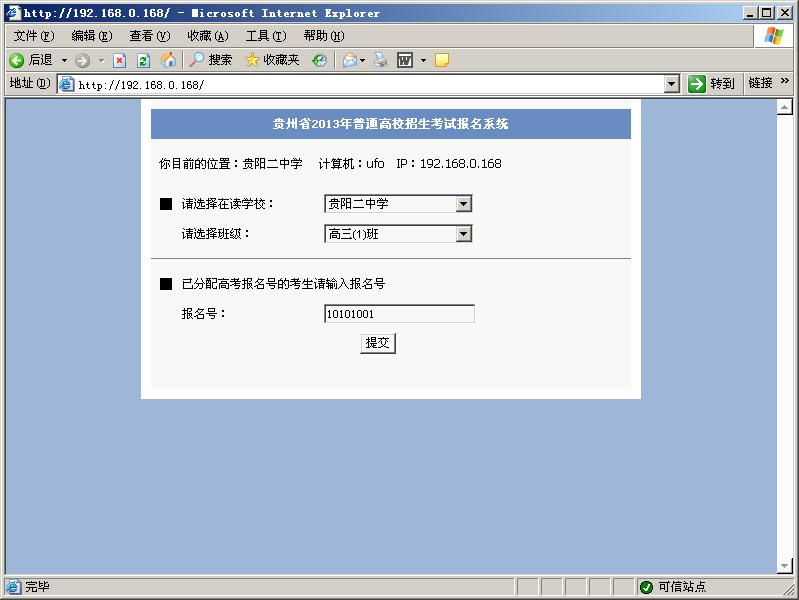 http://192.168.0.168/ - Microsoft Internet Explorer
文件(F) 编辑(E) 查看(V) 收藏(A) 工具(T) 帮助(H)
后退 搜索 收藏夹
地址(D) http://192.168.0.168/ 转到 链接 »
贵州省2013年普通高校招生考试报名系统
你目前的位置：贵阳二中学 计算机：ufo IP：192.168.0.168
请选择在读学校： 贵阳二中学
请选择班级： 高三(1)班
已分配高考报名号的考生请输入报名号
报名号： 10101001
提交
完毕 可信站点